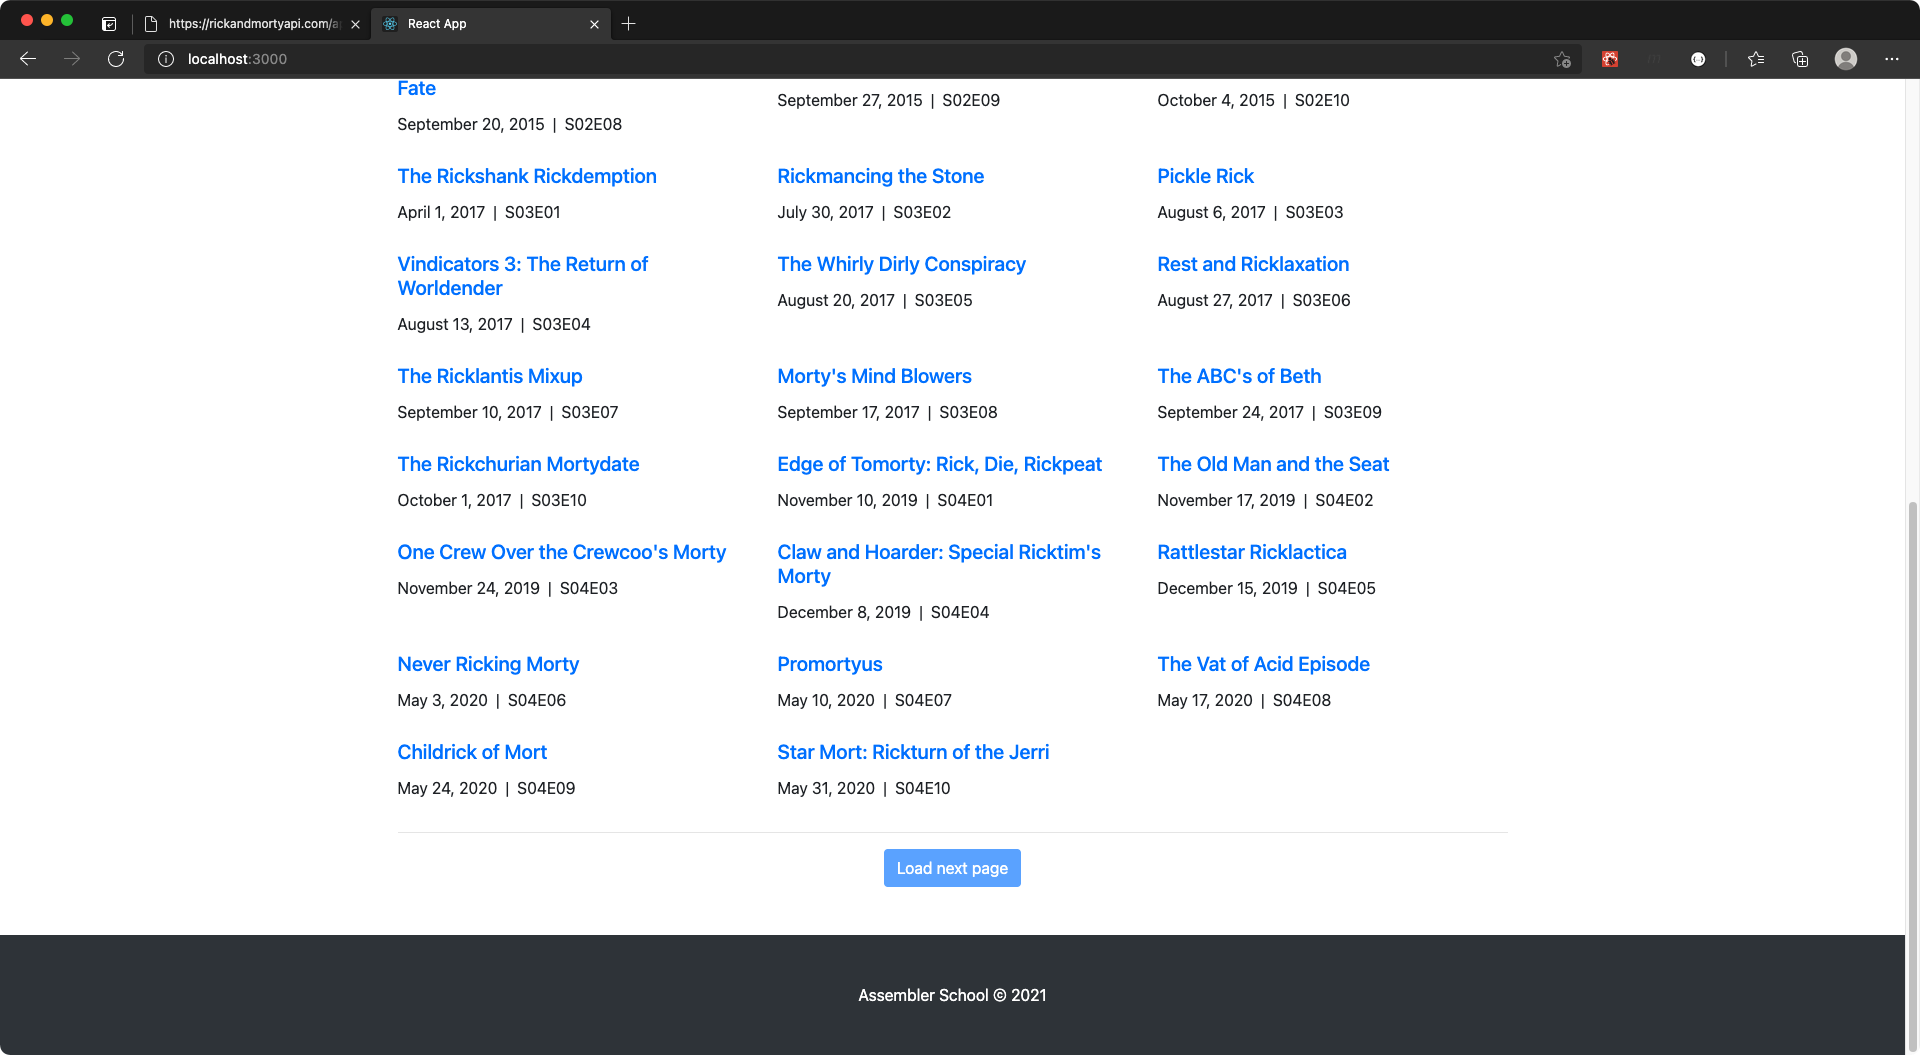 https://rickandmortyapi.com/a
React App
localhost:3000
Fate
September 20, 2015 | S02E08
September 27, 2015 | S02E09
October 4, 2015 | S02E10
The Rickshank Rickdemption
April 1, 2017 | S03E01
Rickmancing the Stone
July 30, 2017 | S03E02
Pickle Rick
August 6, 2017 | S03E03
Vindicators 3: The Return of
Worldender
August 13, 2017 | S03E04
The Whirly Dirly Conspiracy
August 20, 2017 | S03E05
Rest and Ricklaxation
August 27, 2017 | S03E06
The Ricklantis Mixup
September 10, 2017 | S03E07
Morty's Mind Blowers
September 17, 2017 | S03E08
The ABC's of Beth
September 24, 2017 | S03E09
The Rickchurian Mortydate
October 1, 2017 | S03E10
Edge of Tomorty: Rick, Die, Rickpeat
November 10, 2019 | S04E01
The Old Man and the Seat
November 17, 2019 | S04E02
One Crew Over the Crewcoo's Morty
November 24, 2019 | S04E03
Claw and Hoarder: Special Ricktim's
Morty
December 8, 2019 | S04E04
Rattlestar Ricklactica
December 15, 2019 | S04E05
Never Ricking Morty
May 3, 2020 | S04E06
Promortyus
May 10, 2020 | S04E07
The Vat of Acid Episode
May 17, 2020 | S04E08
Childrick of Mort
May 24, 2020 | S04E09
Star Mort: Rickturn of the Jerri
May 31, 2020 | S04E10
Load next page
Assembler School © 2021